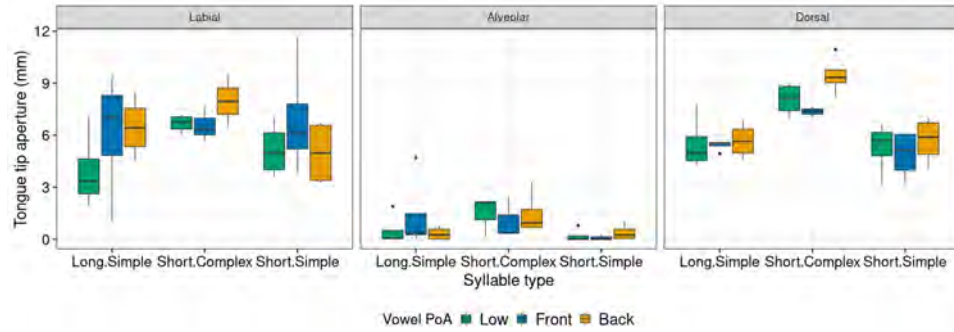 Labial Alveolar Dorsal
Tongue tip aperture (mm)
12
9
6
3
0
Long.Simple Short.Complex Short.Simple Long.Simple Short.Complex Short.Simple Long.Simple Short.Complex Short.Simple
Syllable type
Vowel PoA Low Front Back